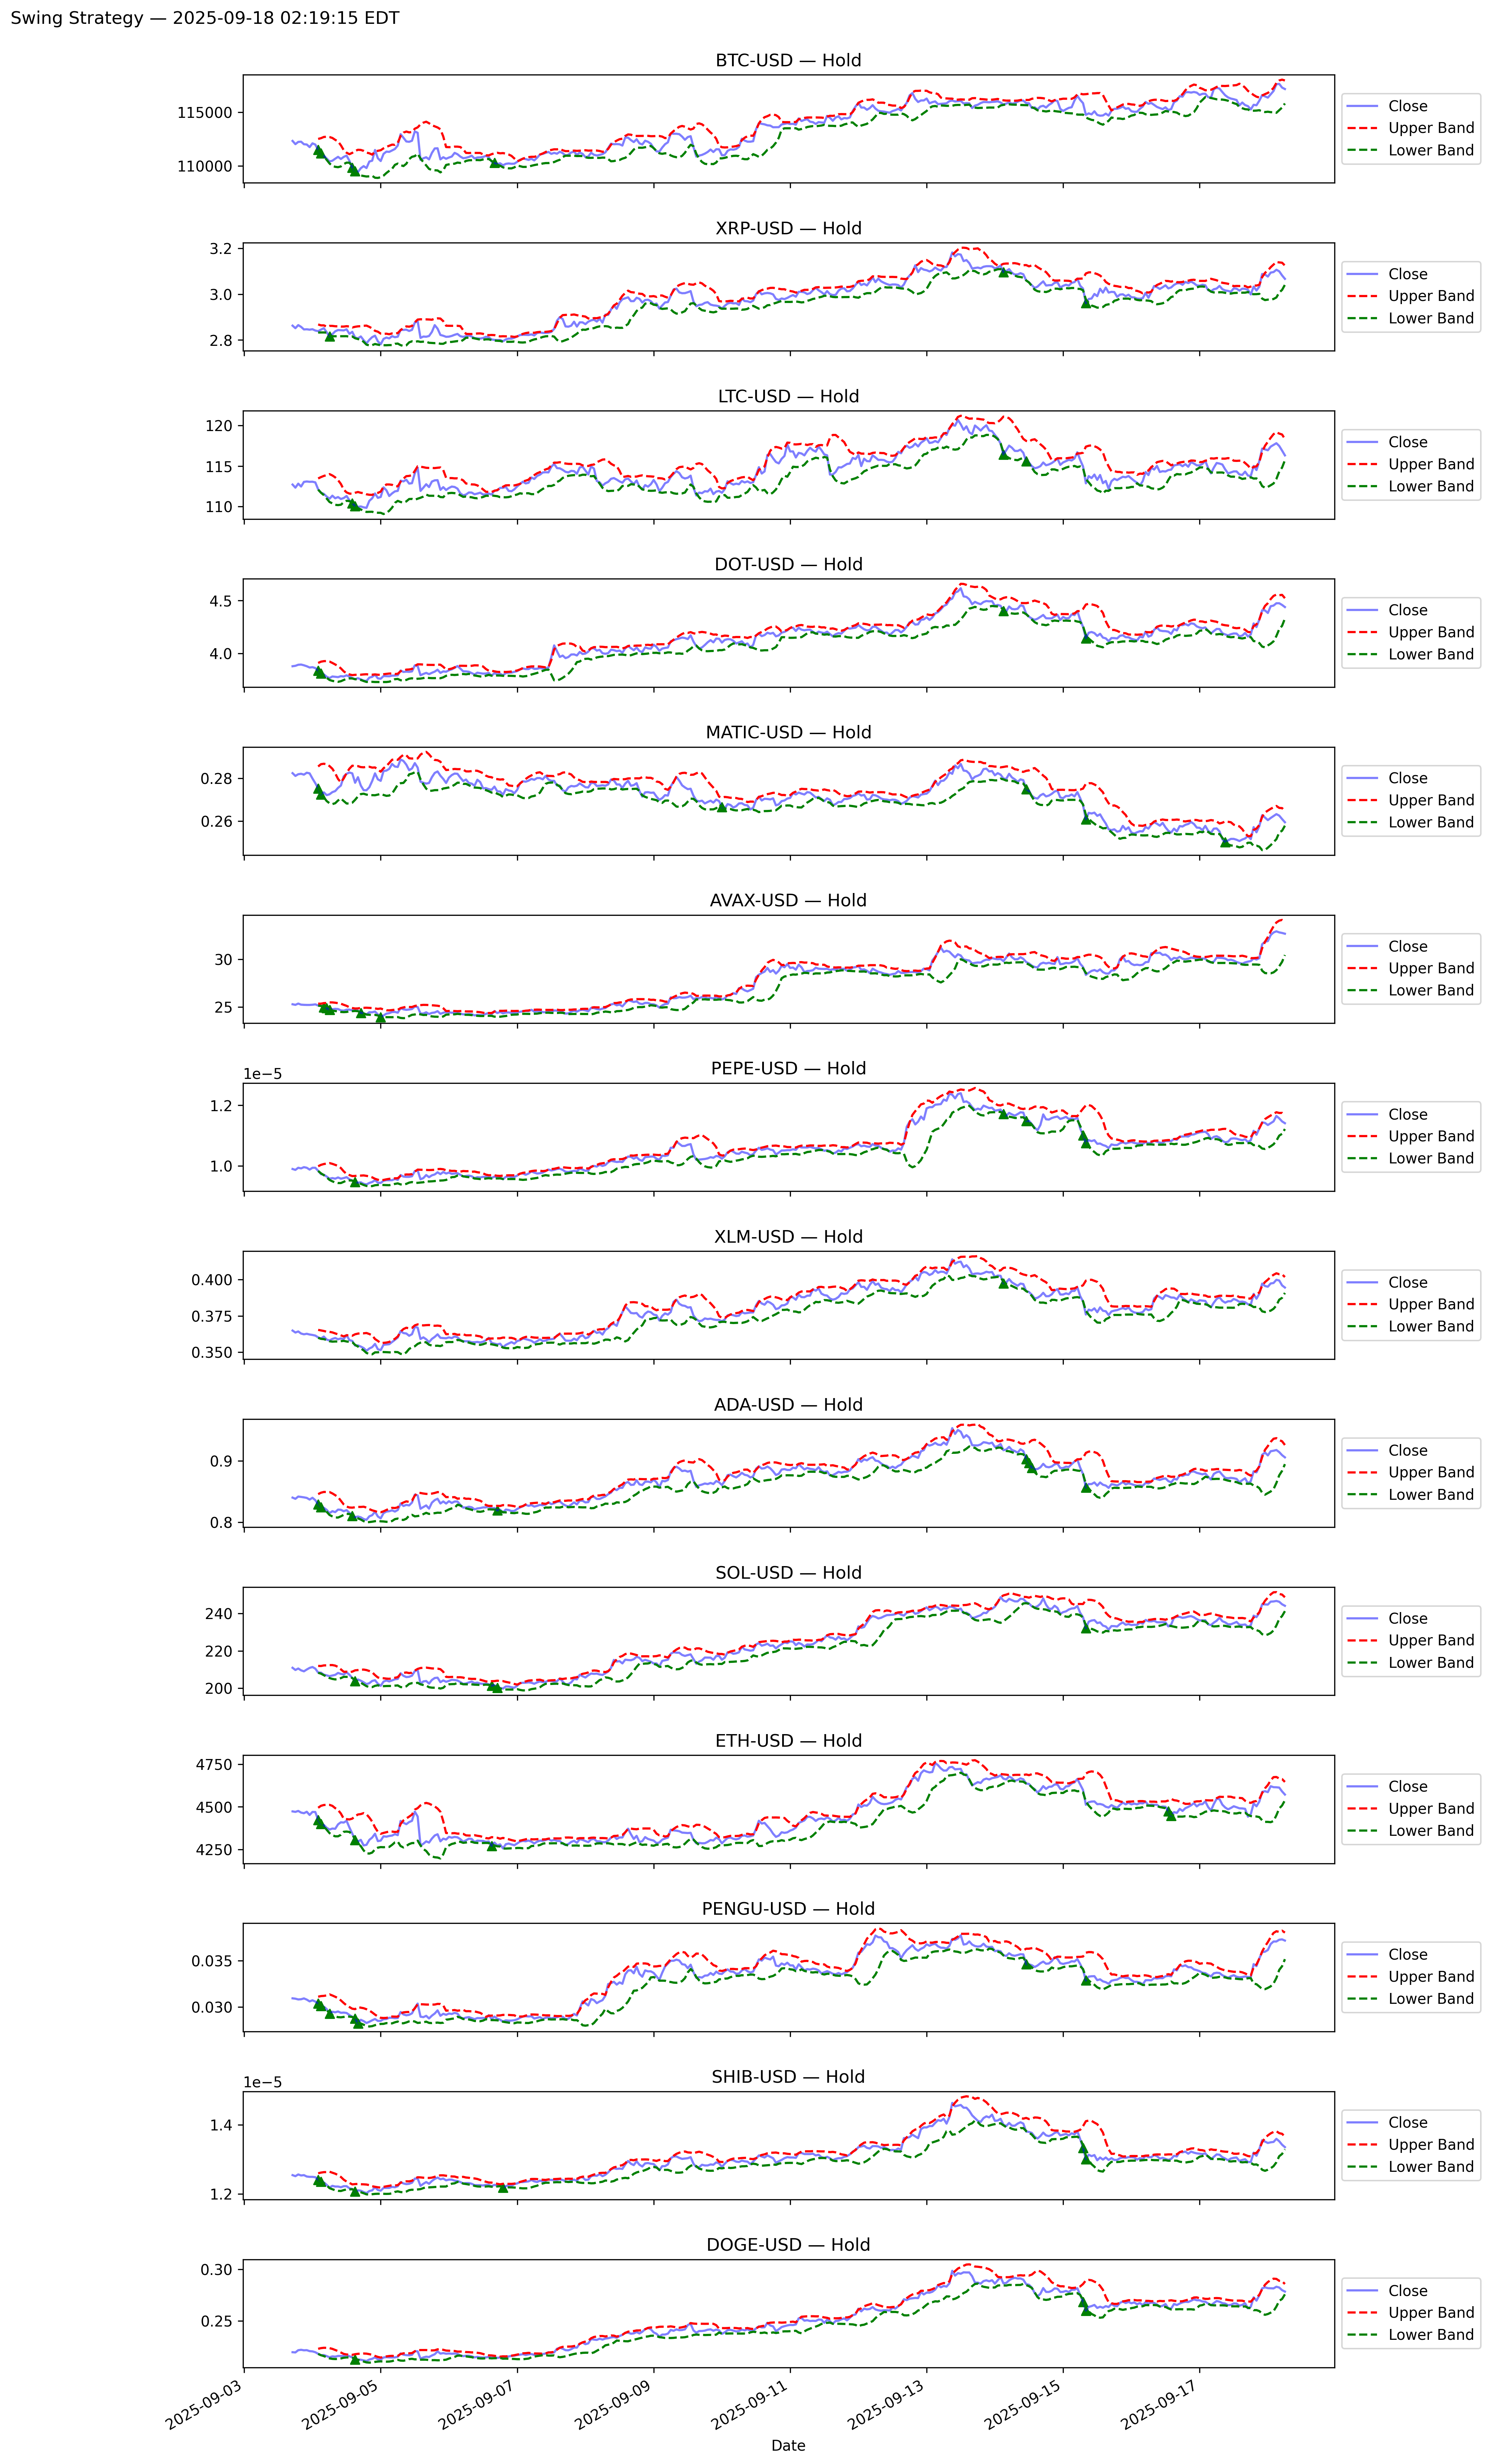 Swing Strategy — 2025-09-18 02:19:15 EDT
BTC-USD — Hold
115000
110000
Close
Upper Band
Lower Band
XRP-USD — Hold
3.2
3.0
2.8
Close
Upper Band
Lower Band
LTC-USD — Hold
120
115
110
Close
Upper Band
Lower Band
DOT-USD — Hold
4.5
4.0
Close
Upper Band
Lower Band
MATIC-USD — Hold
0.28
0.26
Close
Upper Band
Lower Band
AVAX-USD — Hold
30
25
Close
Upper Band
Lower Band
PEPE-USD — Hold
1e−5
1.2
1.0
Close
Upper Band
Lower Band
XLM-USD — Hold
0.400
0.375
0.350
Close
Upper Band
Lower Band
ADA-USD — Hold
0.9
0.8
Close
Upper Band
Lower Band
SOL-USD — Hold
240
220
200
Close
Upper Band
Lower Band
ETH-USD — Hold
4750
4500
4250
Close
Upper Band
Lower Band
PENGU-USD — Hold
0.035
0.030
Close
Upper Band
Lower Band
SHIB-USD — Hold
1e−5
1.4
1.2
Close
Upper Band
Lower Band
DOGE-USD — Hold
0.30
0.25
Close
Upper Band
Lower Band
2025-09-03
2025-09-05
2025-09-07
2025-09-09
2025-09-11
2025-09-13
2025-09-15
2025-09-17
Date